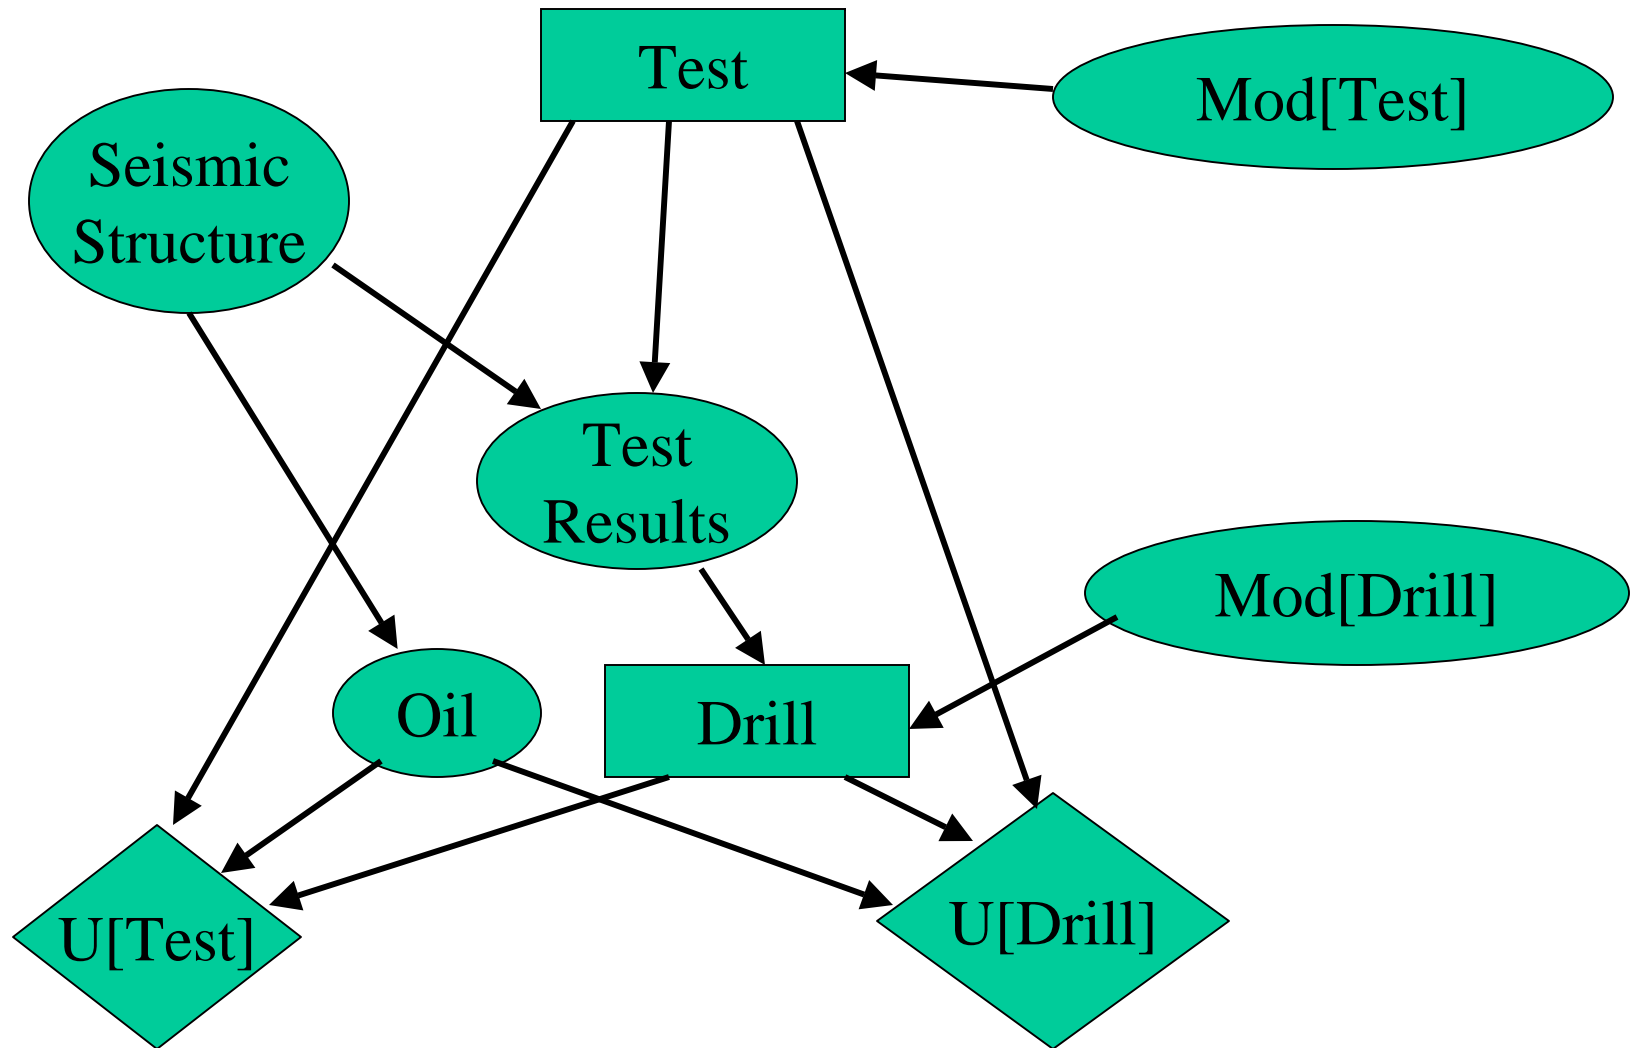 Test
Mod[Test]
Seismic
Structure
Test
Results
Mod[Drill]
Oil
Drill
U[Test]
U[Drill]